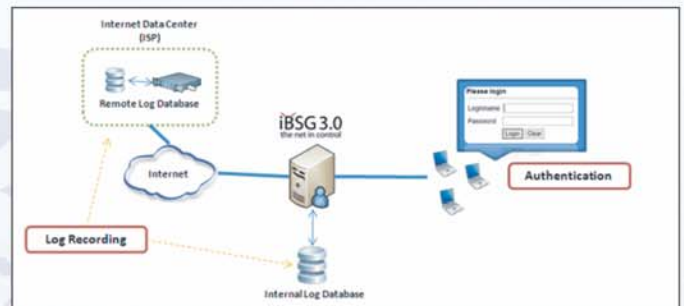 Internet Data Center
(ISP)
Remote Log Database
Internet
Log Recording
iBSG 3.0
the net in control
Internal Log Database
Please login
Loginname
Password
Login Clear
Authentication